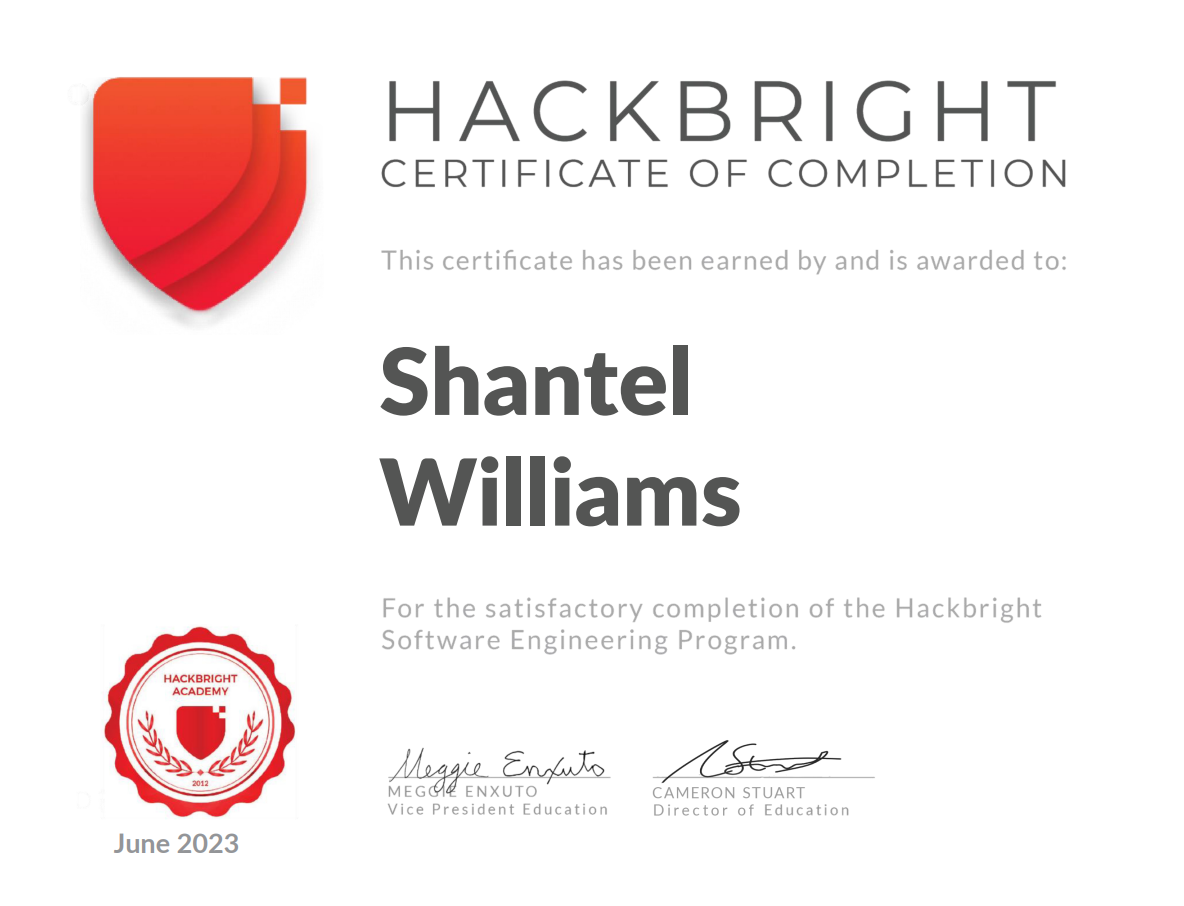 HACKBRIGHT
CERTIFICATE OF COMPLETION
This certificate has been earned by and is awarded to:
Shantel
Williams
For the satisfactory completion of the Hackbright
Software Engineering Program.
HACKBRIGHT
ACADEMY
2012
June 2023
Meggie Enxuto
MEGGIE ENXUTO
Vice President Education
CAMERON STUART
Director of Education